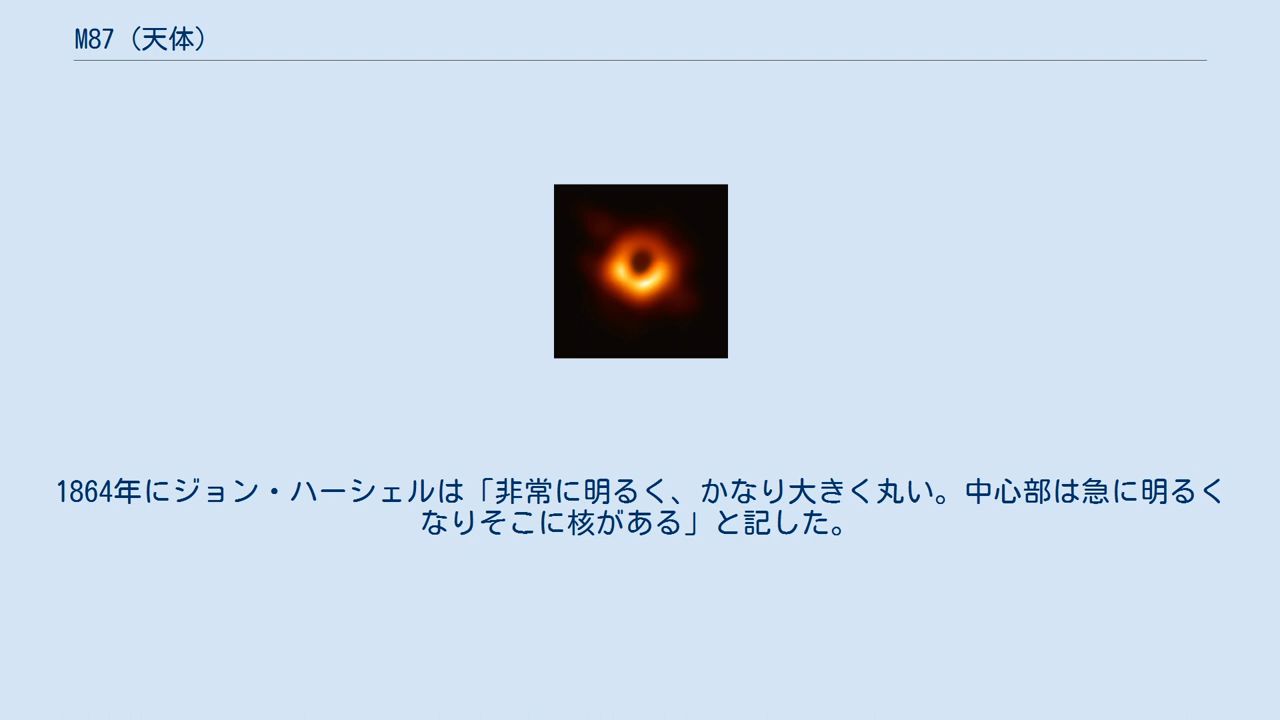 M87（天体）
1864年にジョン・ハーシェルは「非常に明るく、かなり大きく丸い。中心部は急に明るく
なりそこに核がある」と記した。